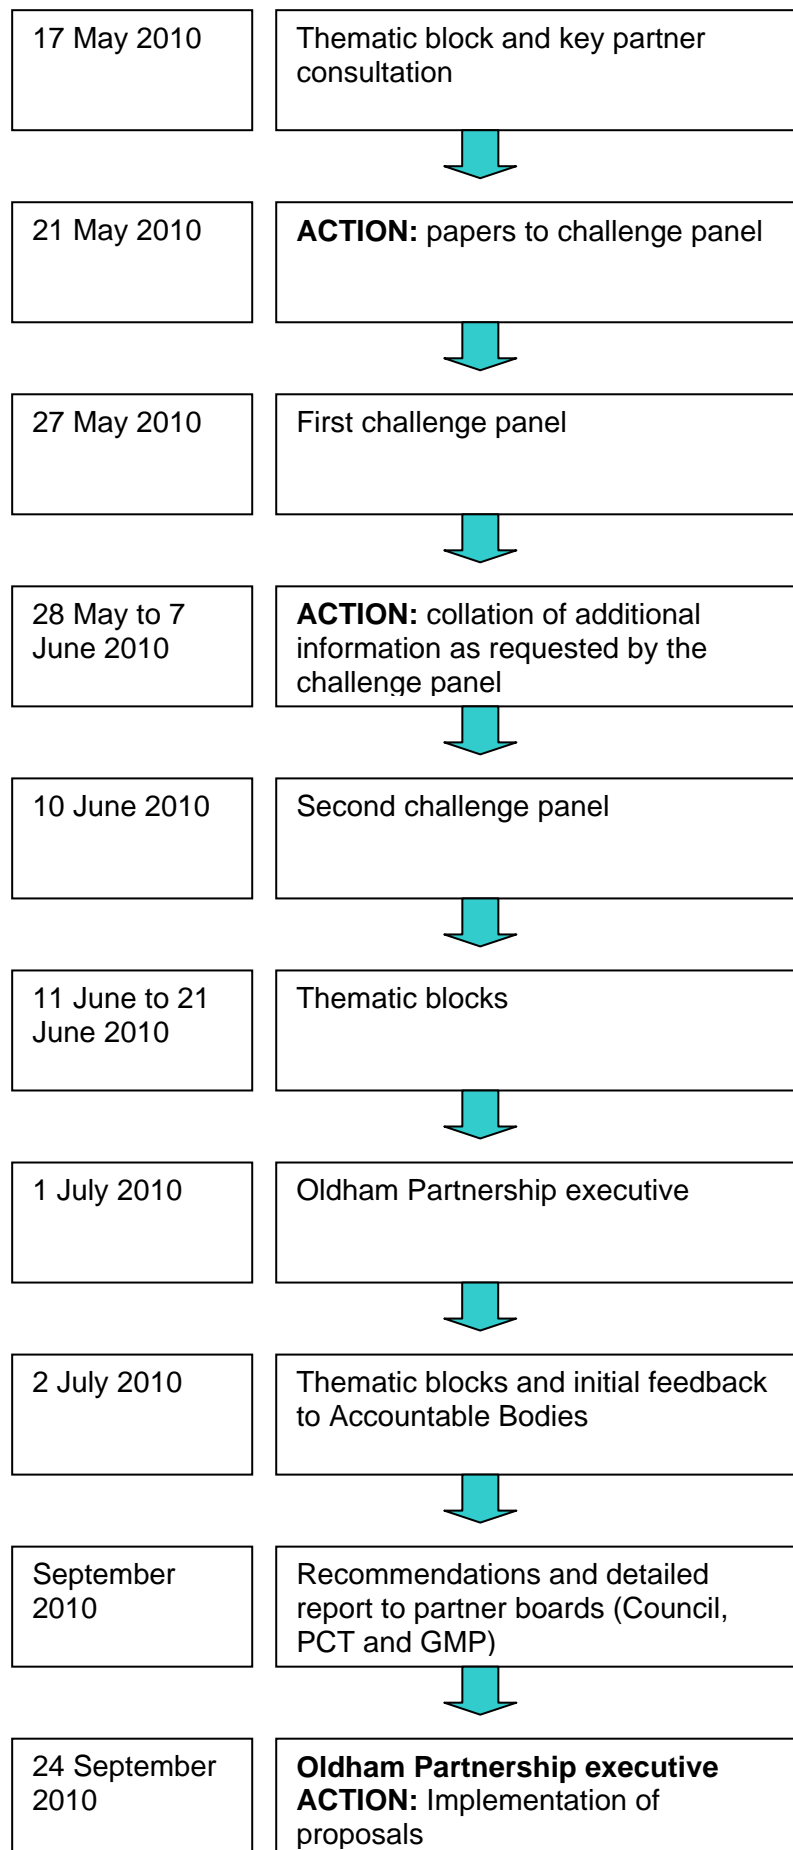 17 May 2010
Thematic block and key partner
consultation
21 May 2010
ACTION: papers to challenge panel
27 May 2010
First challenge panel
28 May to 7
June 2010
ACTION: collation of additional
information as requested by the
challenge panel
10 June 2010
Second challenge panel
11 June to 21
June 2010
Thematic blocks
1 July 2010
Oldham Partnership executive
2 July 2010
Thematic blocks and initial feedback
to Accountable Bodies
September
2010
Recommendations and detailed
report to partner boards (Council,
PCT and GMP)
24 September
2010
Oldham Partnership executive
ACTION: Implementation of
proposals